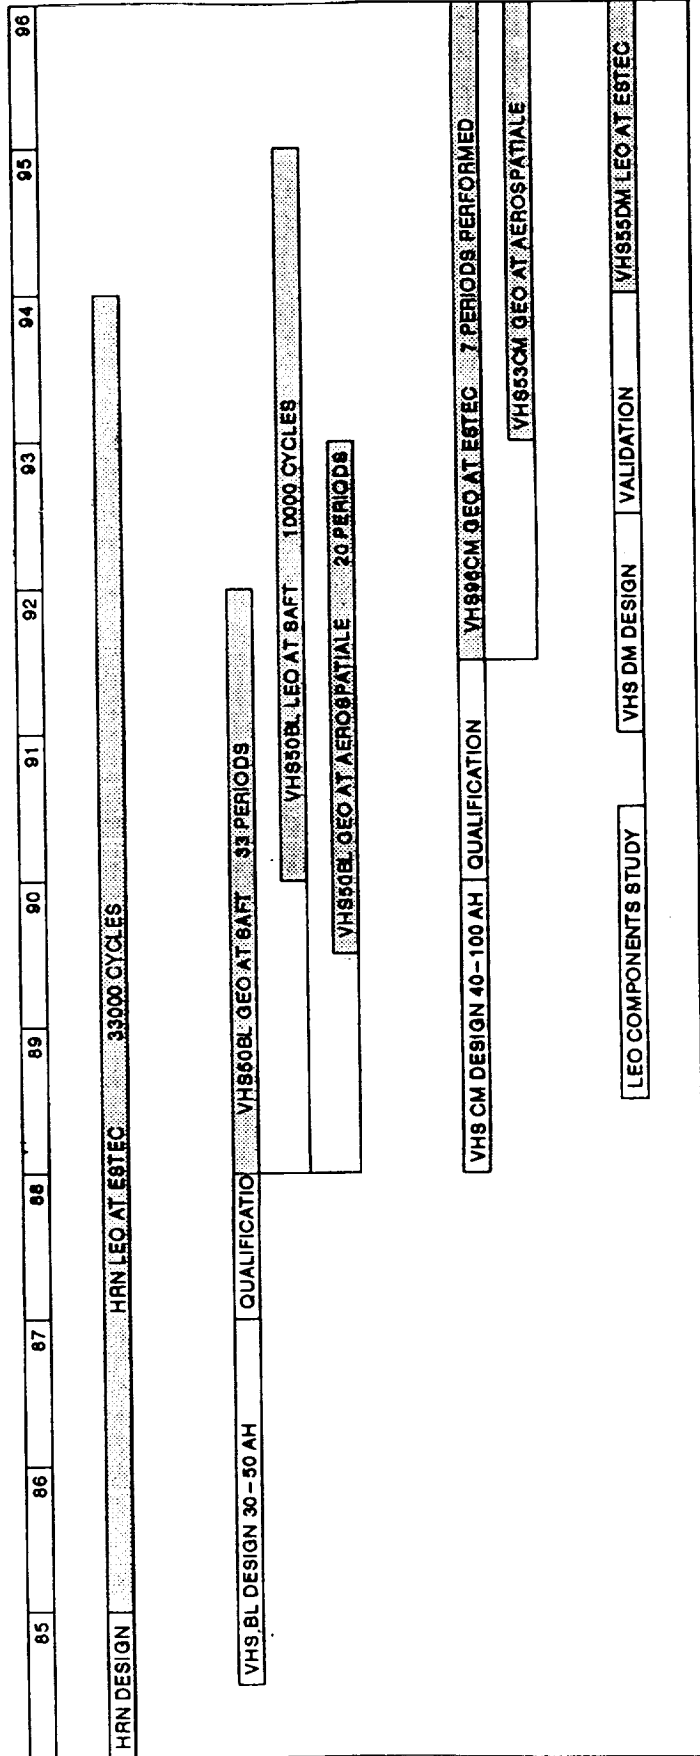 85 86 87 88 89 90 91 92 93 94 95 96
HRN DESIGN HRN LEO AT ESTEC 33000 CYCLES
VHS BL DESIGN 30-50 AH QUALIFICATIO VHS50BL GEO AT SAFT 33 PERIODS
VHS50BL LEO AT SAFT 10000 CYCLES
VHS50BL GEO AT AEROSPATIALE 20 PERIODS
VHS CM DESIGN 40-100 AH QUALIFICATION VHS96CM GEO AT ESTEC 7 PERIODS PERFORMED
VHS53CM GEO AT AEROSPATIALE
LEO COMPONENTS STUDY VHS DM DESIGN VALIDATION VHS55DM LEO AT ESTEC